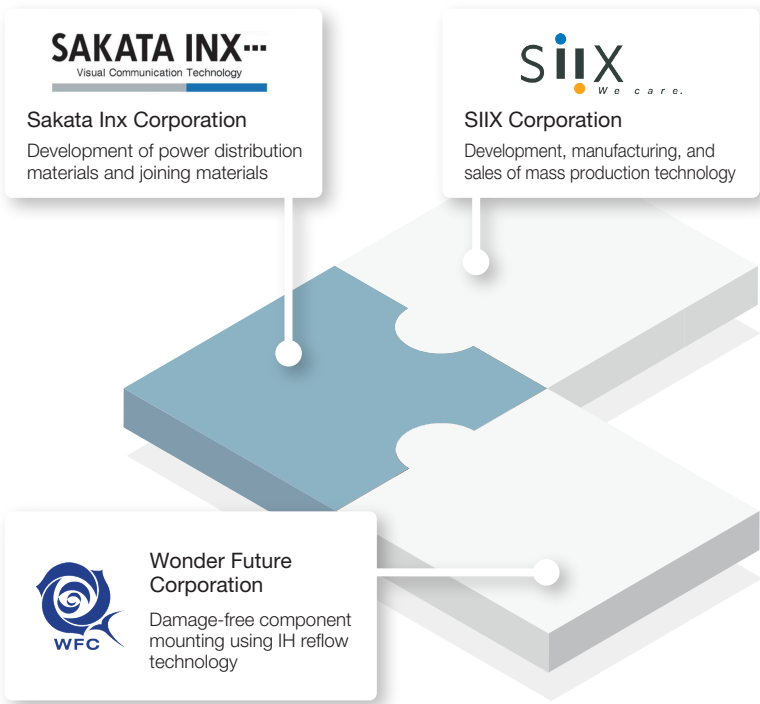 SAKATA INX
Visual Communication Technology
Sakata Inx Corporation
Development of power distribution
materials and joining materials
SiiX
We care.
SIIX Corporation
Development, manufacturing, and
sales of mass production technology
WFC
Wonder Future
Corporation
Damage-free component
mounting using IH reflow
technology